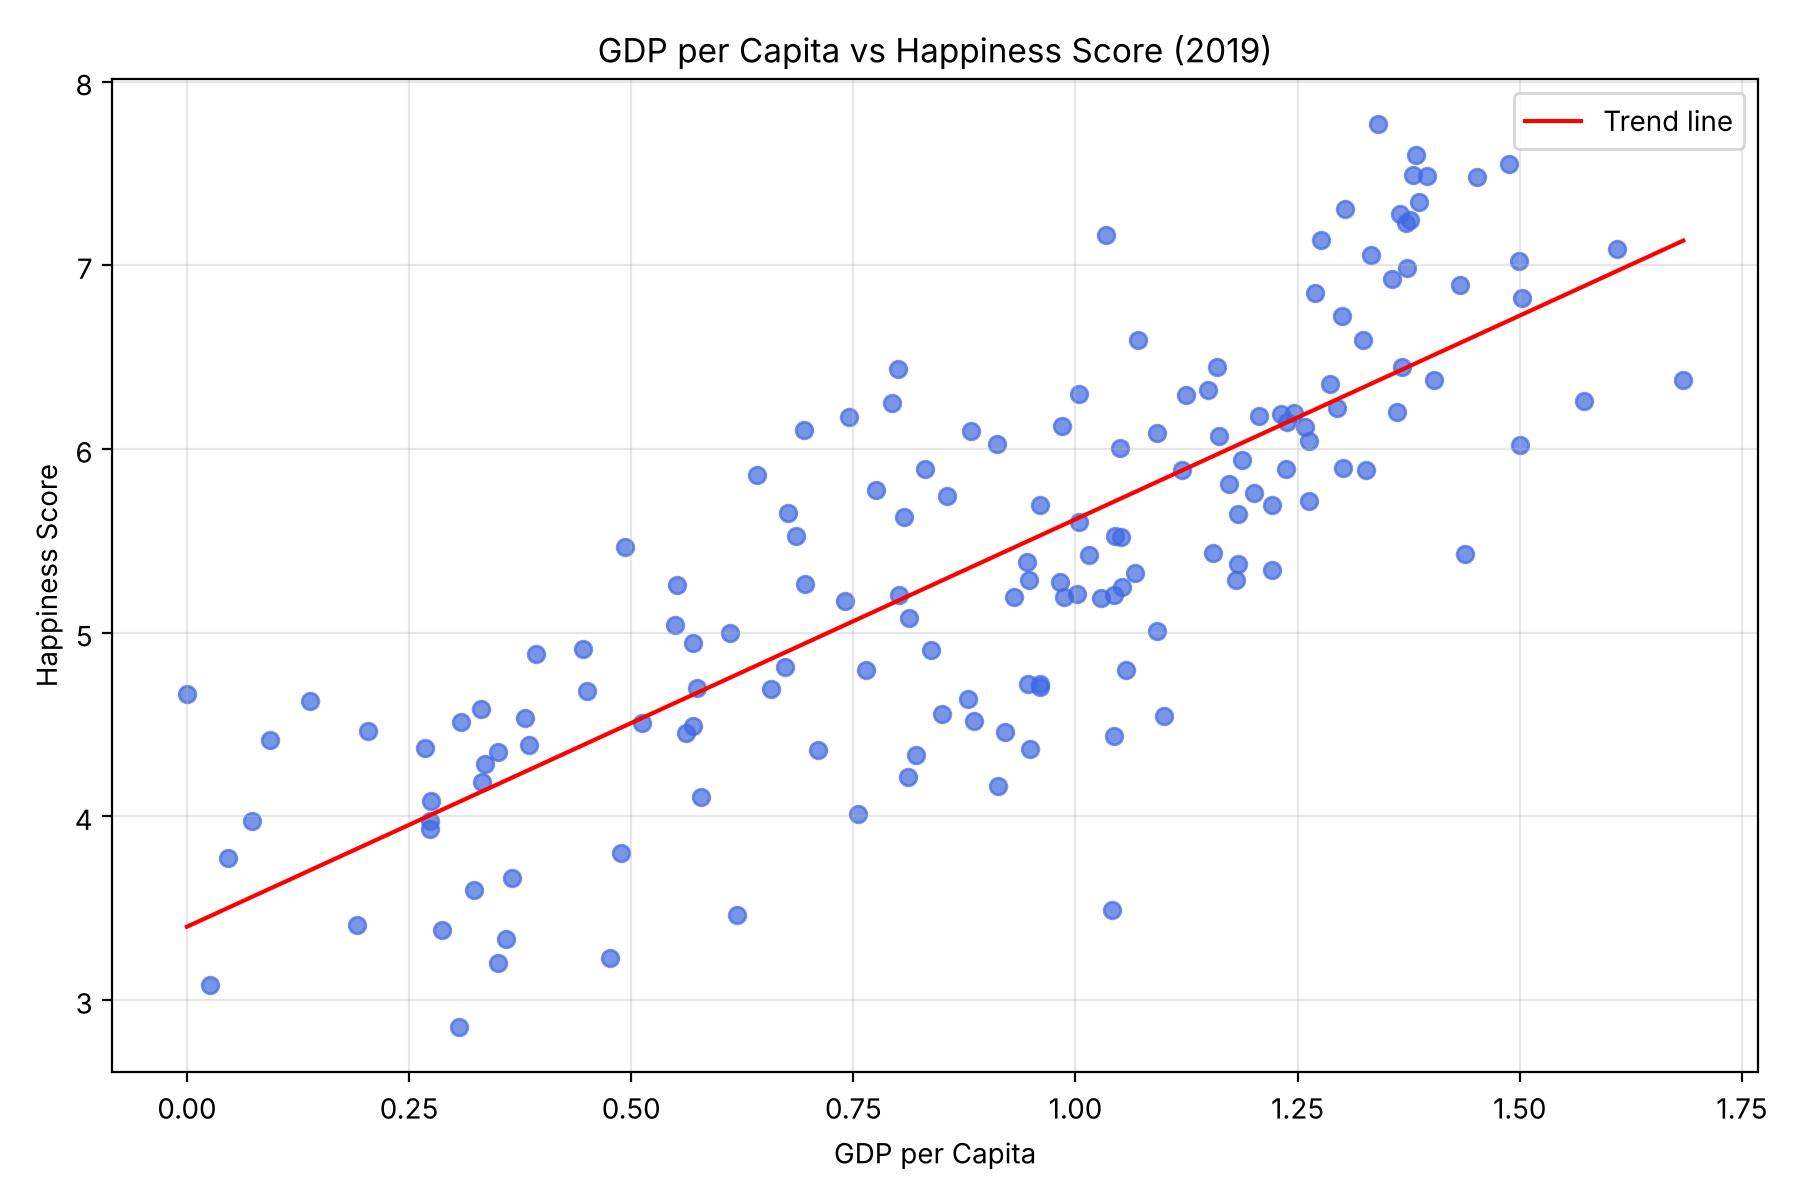 GDP per Capita vs Happiness Score (2019)
Trend line
8
7
6
5
4
3
Happiness Score
0.00 0.25 0.50 0.75 1.00 1.25 1.50 1.75
GDP per Capita